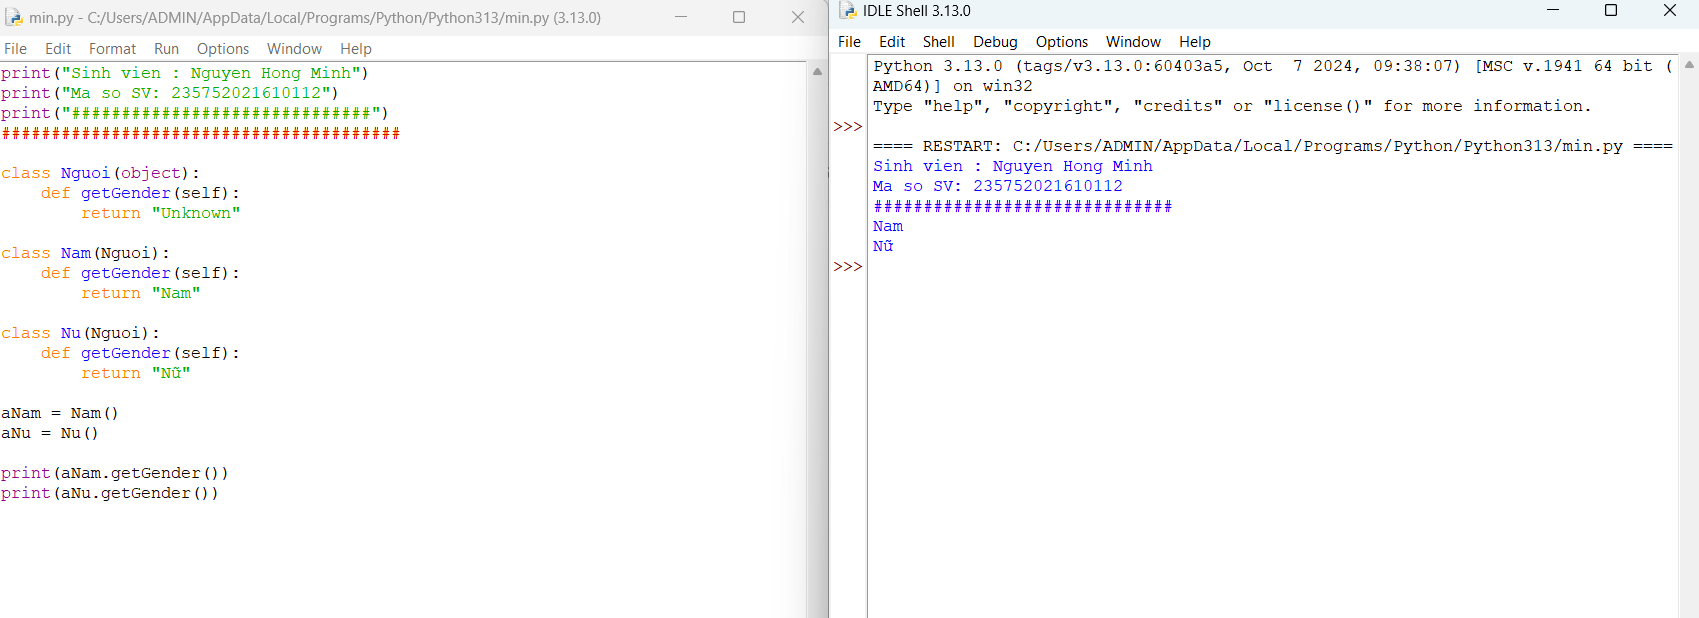 min.py - C:/Users/ADMIN/AppData/Local/Programs/Python/Python313/min.py (3.13.0)
File Edit Format Run Options Window Help
print("Sinh vien : Nguyen Hong Minh")
print("Ma so SV: 235752021610112")
print("##############################")
########################################
class Nguoi(object):
    def getGender(self):
        return "Unknown"
class Nam(Nguoi):
    def getGender(self):
        return "Nam"
class Nu(Nguoi):
    def getGender(self):
        return "Nữ"
aNam = Nam()
aNu = Nu()
print(aNam.getGender())
print(aNu.getGender())
IDLE Shell 3.13.0
File Edit Shell Debug Options Window Help
Python 3.13.0 (tags/v3.13.0:60403a5, Oct  7 2024, 09:38:07) [MSC v.1941 64 bit (
AMD64)] on win32
Type "help", "copyright", "credits" or "license()" for more information.
>>>
==== RESTART: C:/Users/ADMIN/AppData/Local/Programs/Python/Python313/min.py ====
Sinh vien : Nguyen Hong Minh
Ma so SV: 235752021610112
##############################
Nam
Nữ
>>>